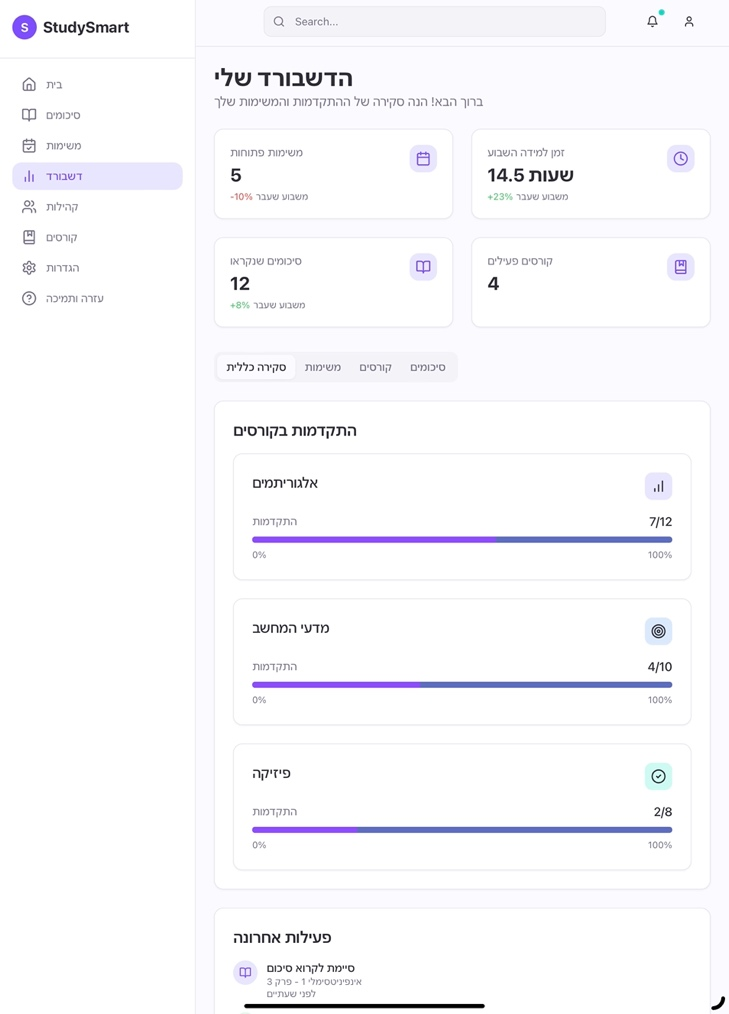 S StudySmart
Search...
בית
סיכומים
משימות
דשבורד
קהילות
קורסים
הגדרות
עזרה ותמיכה
הדשבורד שלי
ברוך הבא! הנה סקירה של ההתקדמות והמשימות שלך
משימות פתוחות
5
-10% משבוע שעבר
זמן למידה השבוע
14.5 שעות
+23% משבוע שעבר
סיכומים שנקראו
12
+8% משבוע שעבר
קורסים פעילים
4
סקירה כללית
משימות
קורסים
סיכומים
התקדמות בקורסים
אלגוריתמים
התקדמות
7/12
0%
100%
מדעי המחשב
התקדמות
4/10
0%
100%
פיזיקה
התקדמות
2/8
0%
100%
פעילות אחרונה
סיימת לקרוא סיכום
אינפיניטסימלי 1 - פרק 3
לפני שעתיים